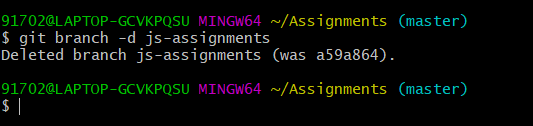 91702@LAPTOP-GCVKPQSU MINGW64 ~/Assignments (master)
$ git branch -d js-assignments
Deleted branch js-assignments (was a59a864).
91702@LAPTOP-GCVKPQSU MINGW64 ~/Assignments (master)
$